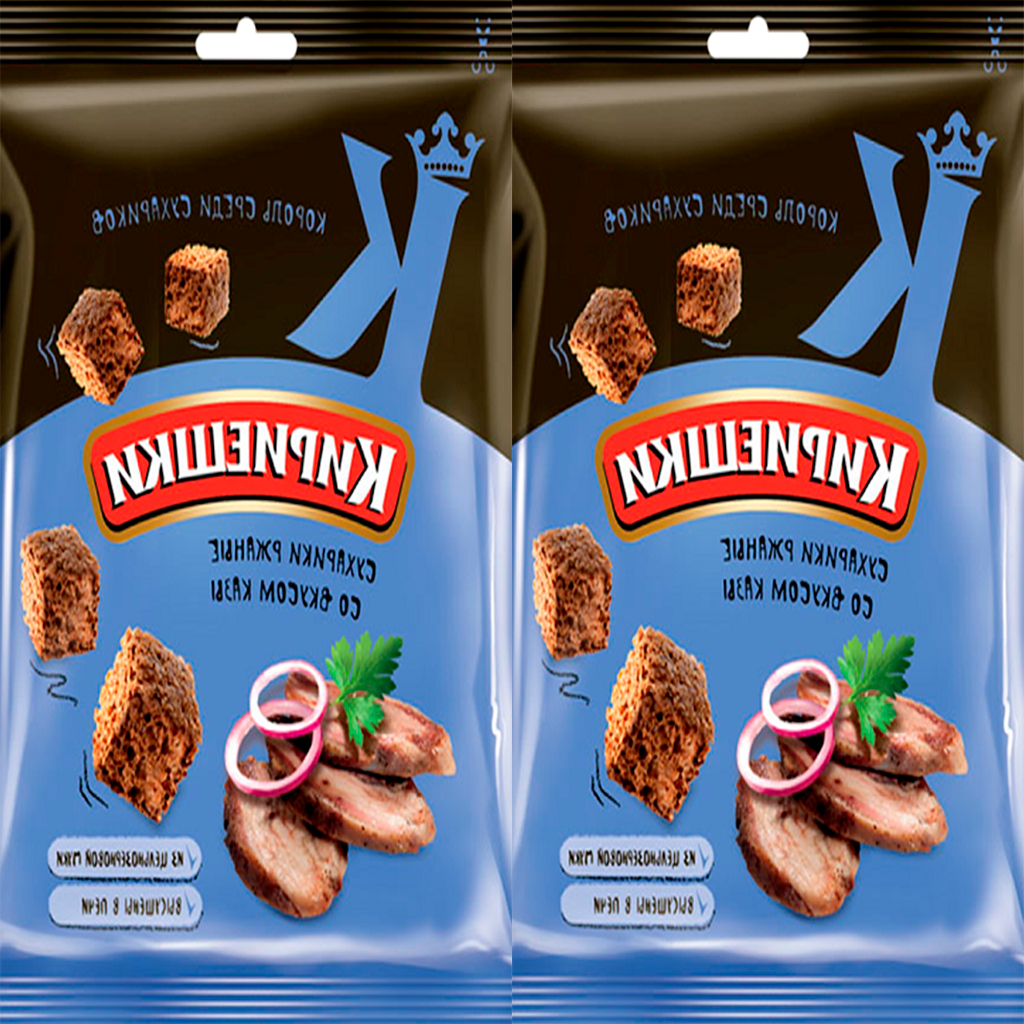 КОРОЛЬ СРЕДИ СУХАРИКОВ
КОРОЛЬ СРЕДИ СУХАРИКОВ
КИРИЕШКИ
КИРИЕШКИ
СУХАРИКИ РЖАНЫЕ
СО ВКУСОМ КАЗЫ
СУХАРИКИ РЖАНЫЕ
СО ВКУСОМ КАЗЫ
ИЗ ЦЕЛЬНОЗЕРНОВОЙ МУКИ
ВЫСУШЕНЫ В ПЕЧИ
ИЗ ЦЕЛЬНОЗЕРНОВОЙ МУКИ
ВЫСУШЕНЫ В ПЕЧИ